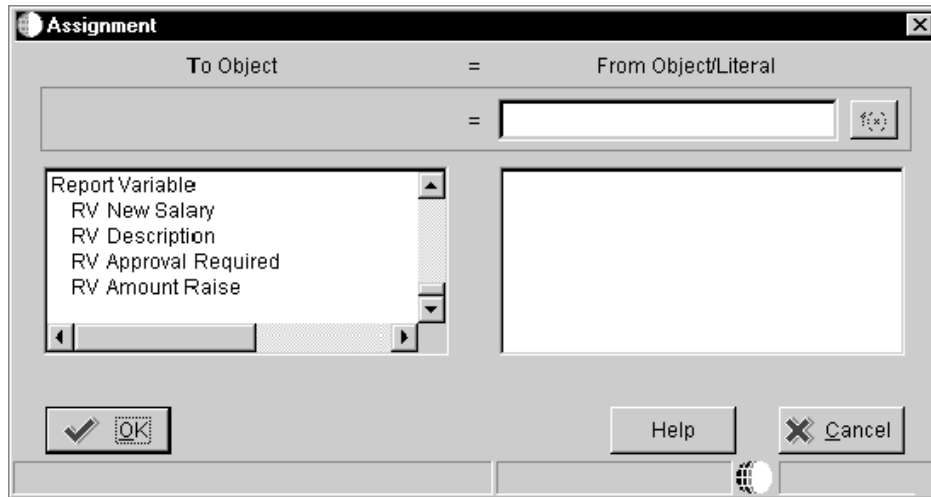 Assignment
To Object = From Object/Literal
= f(x)
Report Variable
RV New Salary
RV Description
RV Approval Required
RV Amount Raise
OK Help Cancel